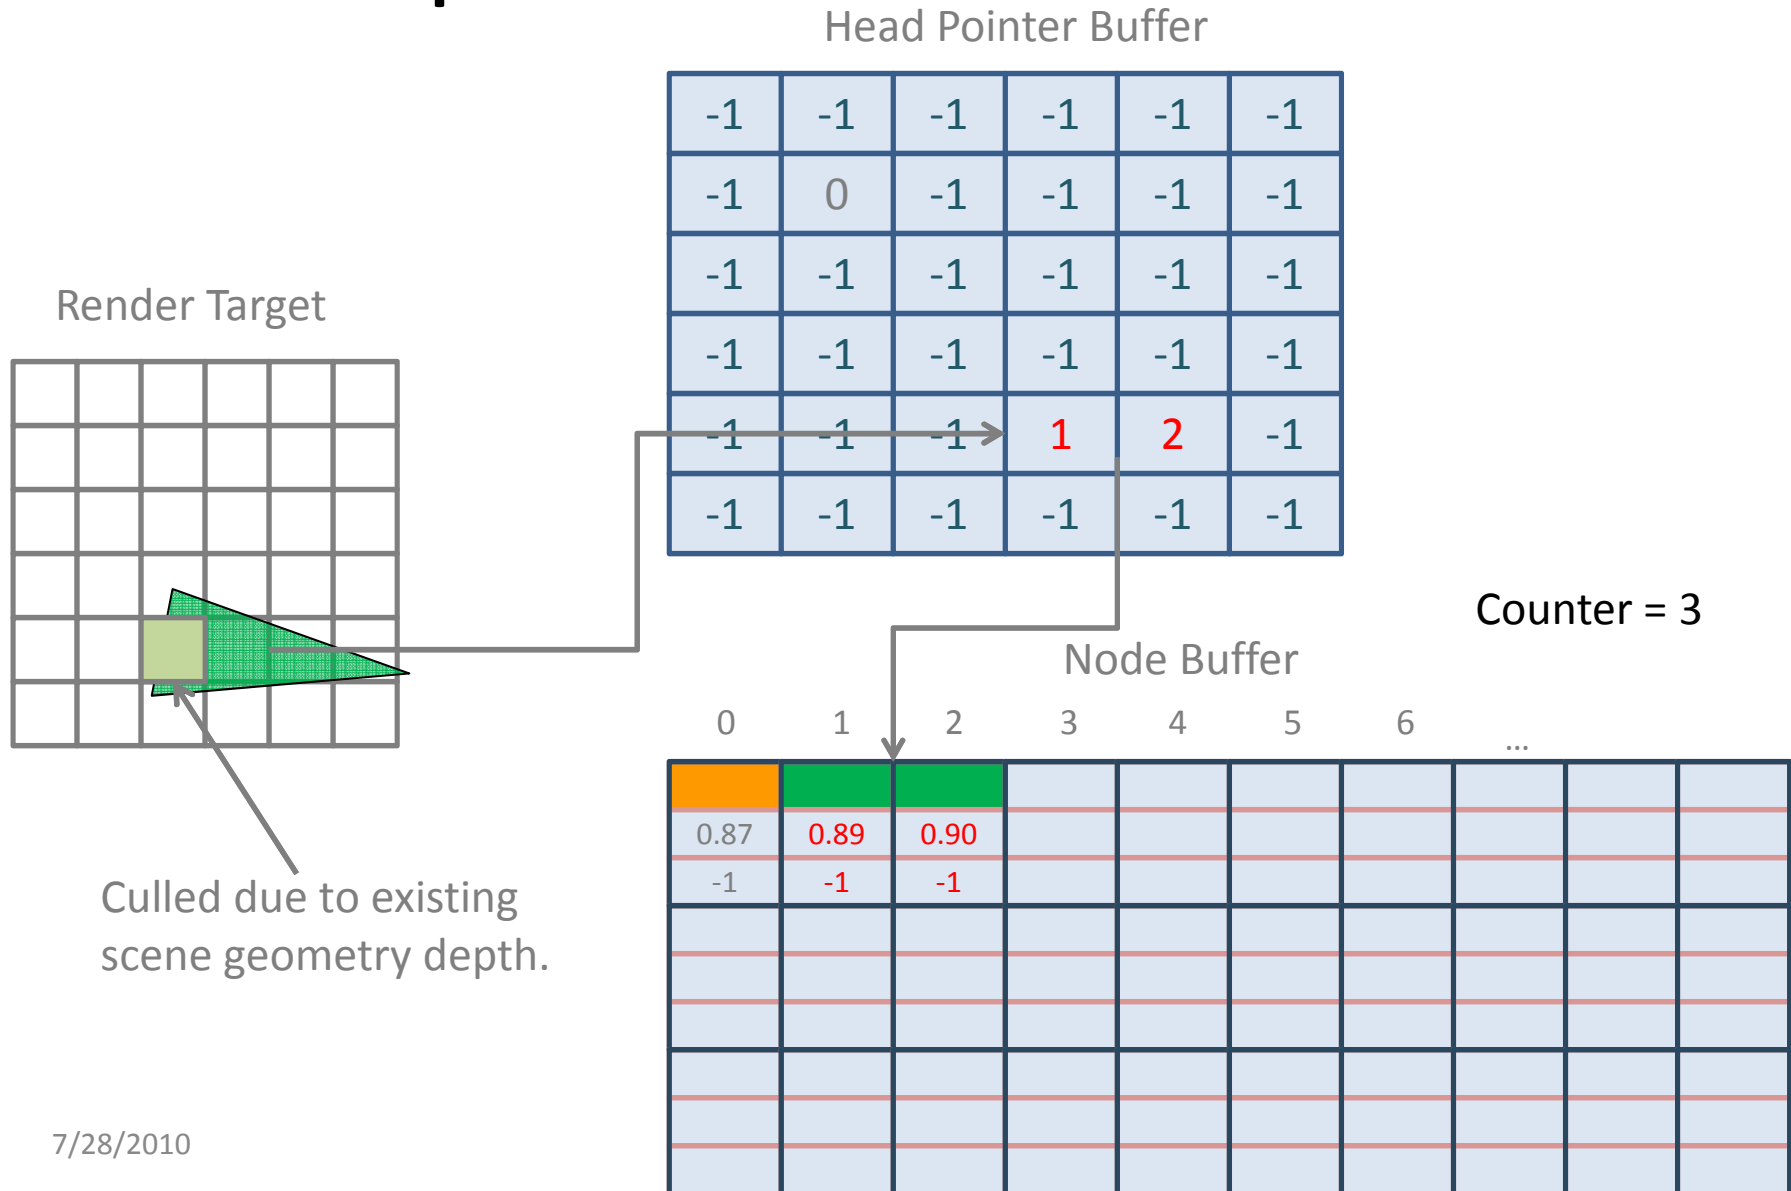 Head Pointer Buffer
-1 -1 -1 -1 -1 -1
-1 0 -1 -1 -1 -1
-1 -1 -1 -1 -1 -1
Render Target
-1 -1 -1 -1 -1 -1
-1 -1 -1 1 2 -1
-1 -1 -1 -1 -1 -1
Counter = 3
Node Buffer
0 1 2 3 4 5 6 ...
0.87 0.89 0.90
-1 -1 -1
Culled due to existing
scene geometry depth.
7/28/2010